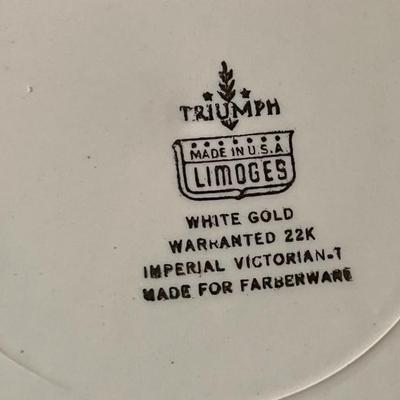 TRIUMPH
MADE IN U.S.A.
LIMOGES
WHITE GOLD
WARRANTED 22K
IMPERIAL VICTORIAN-T
MADE FOR FARBERWARE